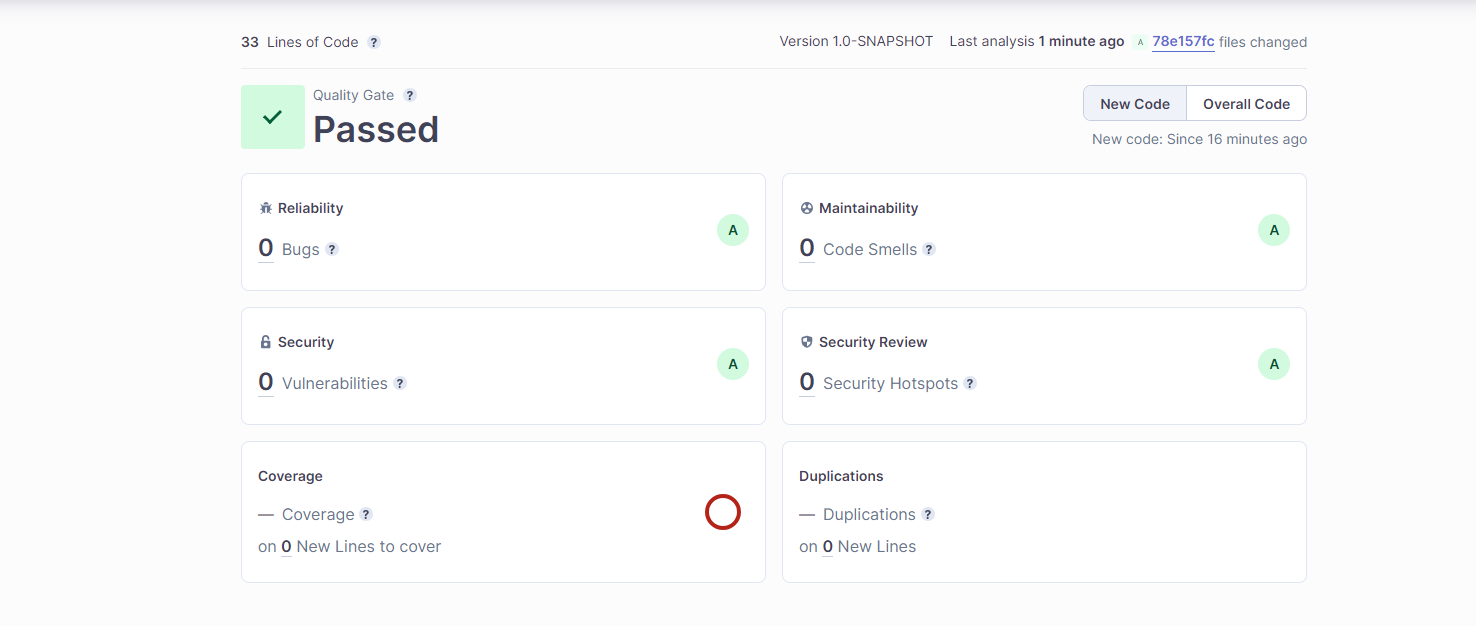 33 Lines of Code ?
Version 1.0-SNAPSHOT Last analysis 1 minute ago A 78e157fc files changed
Quality Gate ?
Passed
New Code Overall Code
New code: Since 16 minutes ago
Reliability
0 Bugs ?
A
Maintainability
0 Code Smells ?
A
Security
0 Vulnerabilities ?
A
Security Review
0 Security Hotspots ?
A
Coverage
— Coverage ?
on 0 New Lines to cover
Duplications
— Duplications ?
on 0 New Lines